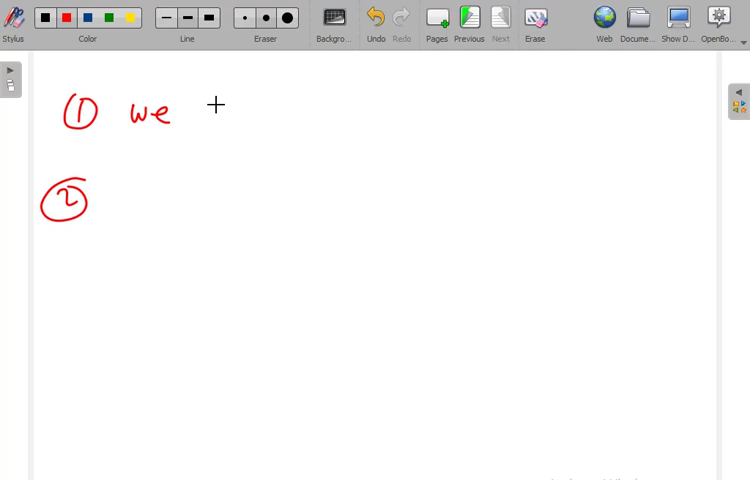 Stylus Color Line Eraser Backgro... Undo Redo Pages Previous Next Erase Web Docume... Show D... OpenBo...
① we
②